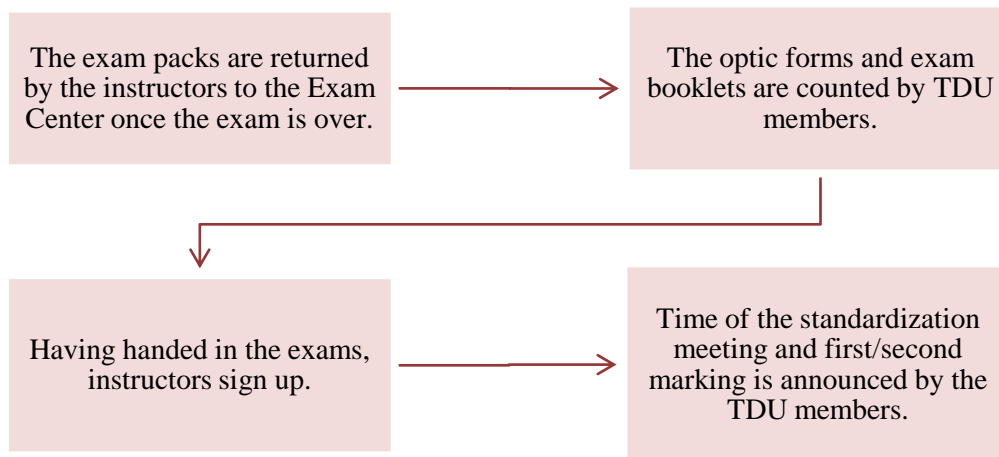 The exam packs are returned
by the instructors to the Exam
Center once the exam is over.
The optic forms and exam
booklets are counted by TDU
members.
Having handed in the exams,
instructors sign up.
Time of the standardization
meeting and first/second
marking is announced by the
TDU members.